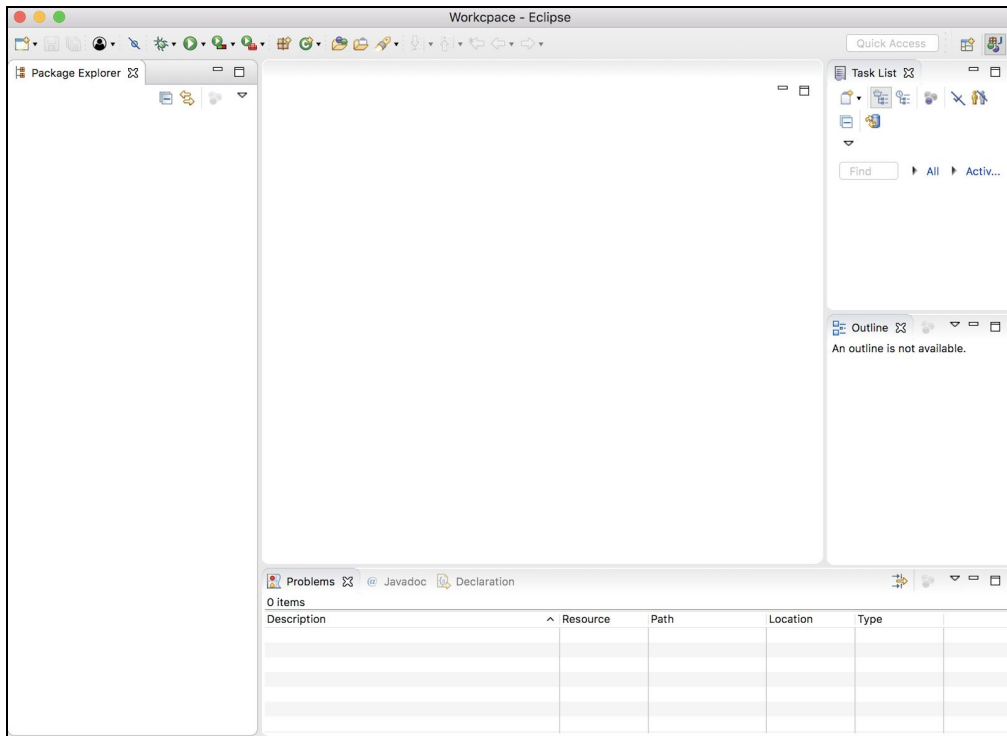 Workcpace - Eclipse
Quick Access
Package Explorer
Task List
Find All Activ...
Outline
An outline is not available.
Problems @ Javadoc Declaration
0 items
Description Resource Path Location Type